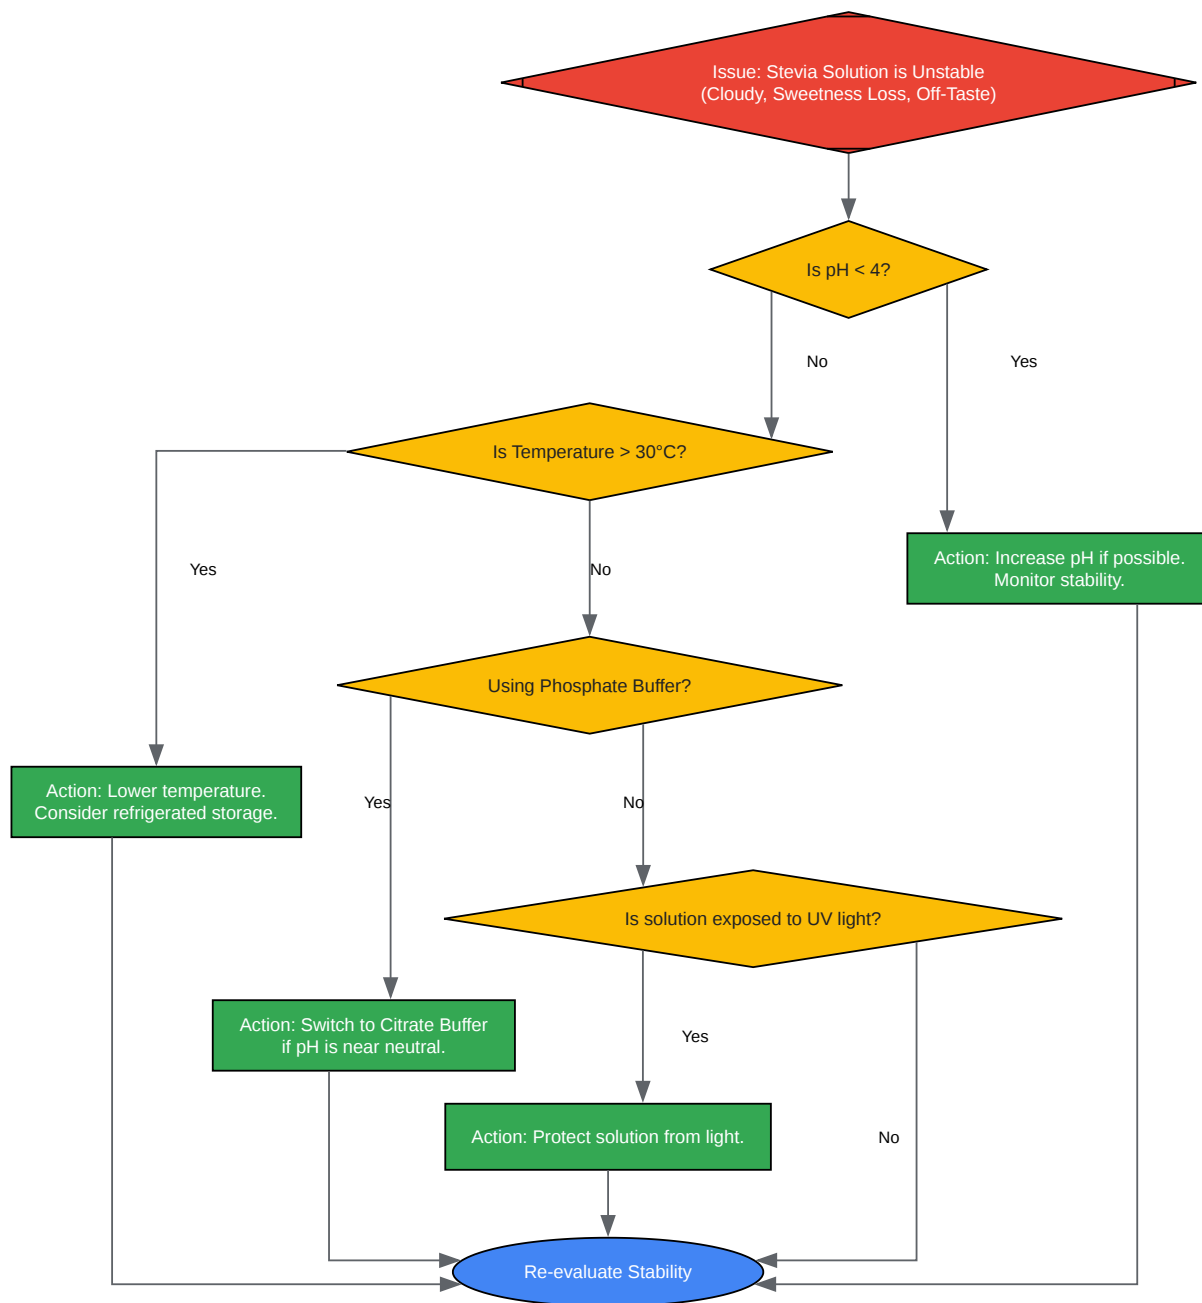 Issue: Stevia Solution is Unstable
(Cloudy, Sweetness Loss, Off-Taste)
Is pH < 4?
No
Yes
Is Temperature > 30°C?
Yes
No
Action: Increase pH if possible.
Monitor stability.
Using Phosphate Buffer?
Action: Lower temperature.
Consider refrigerated storage.
Yes
No
Is solution exposed to UV light?
Action: Switch to Citrate Buffer
if pH is near neutral.
Yes
Action: Protect solution from light.
No
Re-evaluate Stability